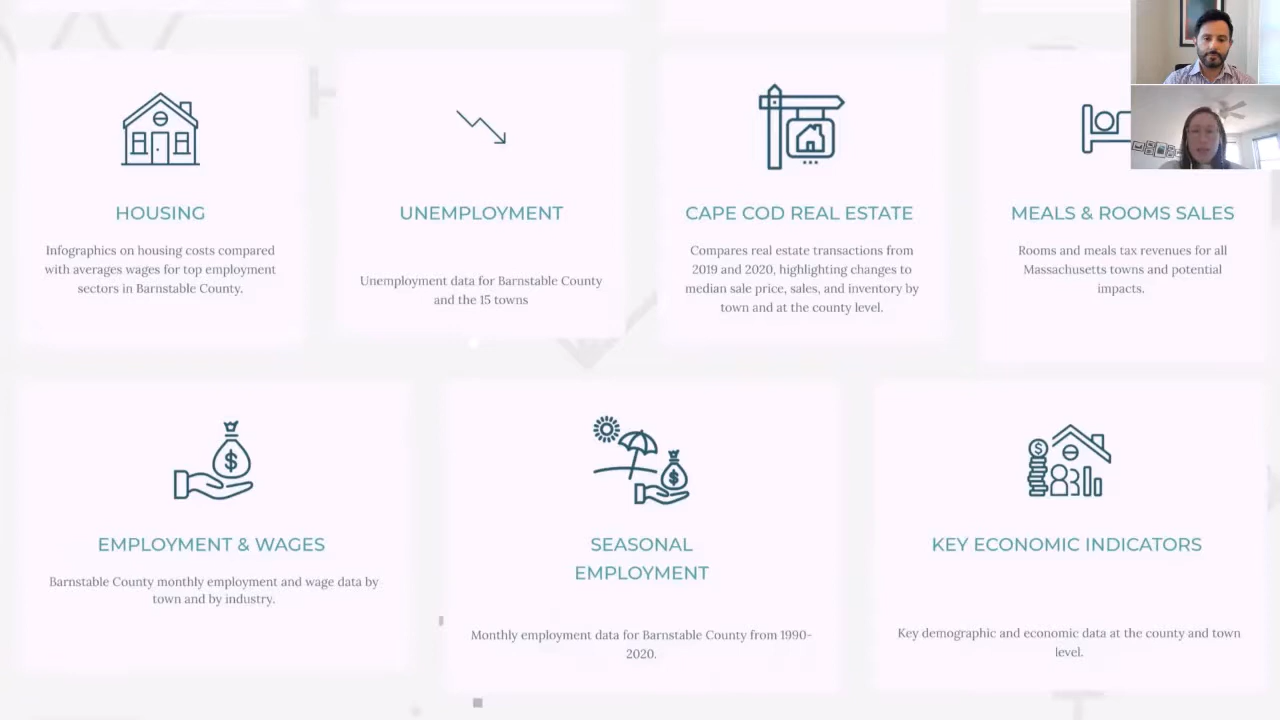 HOUSING
Infographics on housing costs compared
with averages wages for top employment
sectors in Barnstable County.
UNEMPLOYMENT
Unemployment data for Barnstable County
and the 15 towns
CAPE COD REAL ESTATE
Compares real estate transactions from
2019 and 2020, highlighting changes to
median sale price, sales, and inventory by
town and at the county level.
MEALS & ROOMS SALES
Rooms and meals tax revenues for all
Massachusetts towns and potential
impacts.
$
EMPLOYMENT & WAGES
Barnstable County monthly employment and wage data by
town and by industry.
$
SEASONAL
EMPLOYMENT
Monthly employment data for Barnstable County from 1990-
2020.
$
KEY ECONOMIC INDICATORS
Key demographic and economic data at the county and town
level.